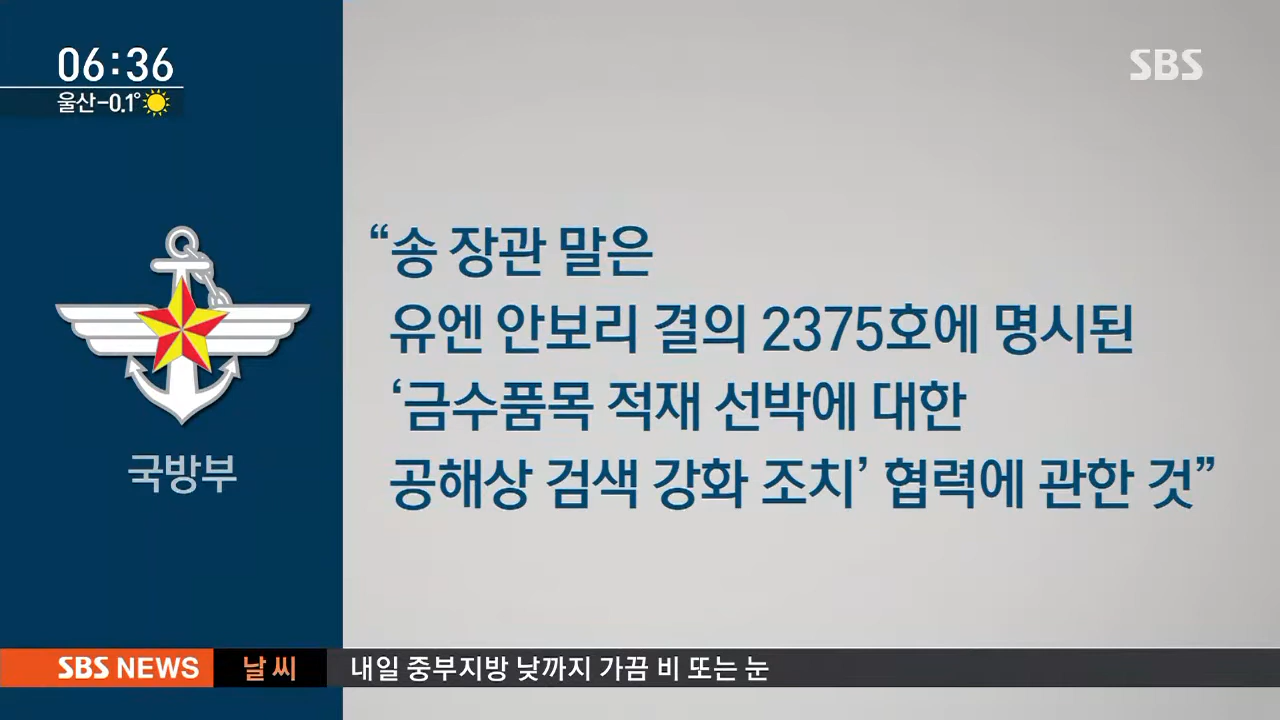 06:36
SBS
울산-0.1°
“송 장관 말은
유엔 안보리 결의 2375호에 명시된
‘금수품목 적재 선박에 대한
공해상 검색 강화 조치’ 협력에 관한 것”
국방부
SBS NEWS 날씨 내일 중부지방 낮까지 가끔 비 또는 눈